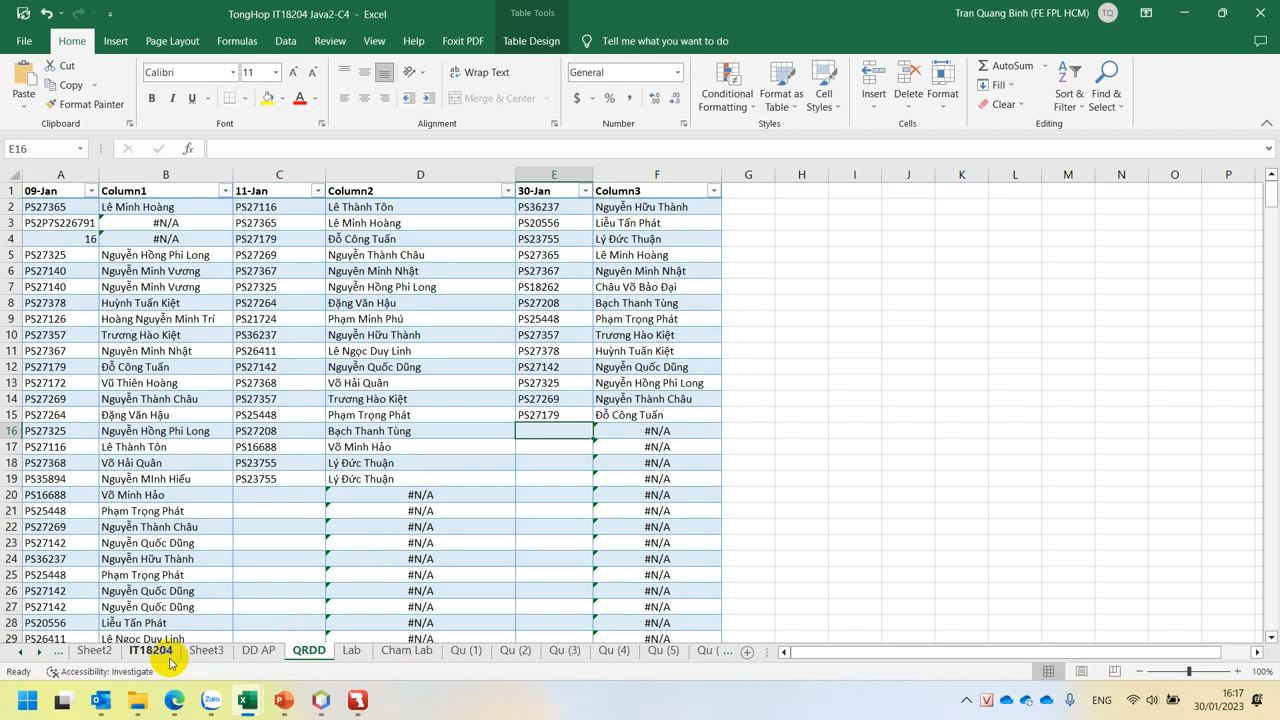 TongHop IT18204 Java2-C4 - Excel
Table Tools
Tran Quang Binh (FE FPL HCM)
TQ
File
Home
Insert
Page Layout
Formulas
Data
Review
View
Help
Foxit PDF
Table Design
Tell me what you want to do
Paste
Cut
Copy
Format Painter
Clipboard
Calibri
11
B
I
U
Font
Wrap Text
Merge & Center
Alignment
General
Number
Conditional Formatting
Format as Table
Cell Styles
Styles
Insert
Delete
Format
Cells
AutoSum
Fill
Clear
Sort & Filter
Find & Select
Editing
E16
fx
A B C D E F G H I J K L M N O P
1 09-Jan Column1 11-Jan Column2 30-Jan Column3
2 PS27365 Lê Minh Hoàng PS27116 Lê Thành Tôn PS36237 Nguyễn Hữu Thành
3 PS2P7S226791 #N/A PS27365 Lê Minh Hoàng PS20556 Liễu Tấn Phát
4 16 #N/A PS27179 Đỗ Công Tuấn PS23755 Lý Đức Thuận
5 PS27325 Nguyễn Hồng Phi Long PS27269 Nguyễn Thành Châu PS27365 Lê Minh Hoàng
6 PS27140 Nguyễn Minh Vương PS27367 Nguyên Minh Nhật PS27367 Nguyên Minh Nhật
7 PS27140 Nguyễn Minh Vương PS27325 Nguyễn Hồng Phi Long PS18262 Châu Võ Bảo Đại
8 PS27378 Huỳnh Tuấn Kiệt PS27264 Đặng Văn Hậu PS27208 Bạch Thanh Tùng
9 PS27126 Hoàng Nguyễn Minh Trí PS21724 Phạm Minh Phú PS25448 Phạm Trọng Phát
10 PS27357 Trương Hào Kiệt PS36237 Nguyễn Hữu Thành PS27357 Trương Hào Kiệt
11 PS27367 Nguyên Minh Nhật PS26411 Lê Ngọc Duy Linh PS27378 Huỳnh Tuấn Kiệt
12 PS27179 Đỗ Công Tuấn PS27142 Nguyễn Quốc Dũng PS27142 Nguyễn Quốc Dũng
13 PS27172 Vũ Thiên Hoàng PS27368 Võ Hải Quân PS27325 Nguyễn Hồng Phi Long
14 PS27269 Nguyễn Thành Châu PS27357 Trương Hào Kiệt PS27269 Nguyễn Thành Châu
15 PS27264 Đặng Văn Hậu PS25448 Phạm Trọng Phát PS27179 Đỗ Công Tuấn
16 PS27325 Nguyễn Hồng Phi Long PS27208 Bạch Thanh Tùng #N/A
17 PS27116 Lê Thành Tôn PS16688 Võ Minh Hảo #N/A
18 PS27368 Võ Hải Quân PS23755 Lý Đức Thuận #N/A
19 PS35894 Nguyễn MInh Hiếu PS23755 Lý Đức Thuận #N/A
20 PS16688 Võ Minh Hảo #N/A #N/A
21 PS25448 Phạm Trọng Phát #N/A #N/A
22 PS27269 Nguyễn Thành Châu #N/A #N/A
23 PS27142 Nguyễn Quốc Dũng #N/A #N/A
24 PS36237 Nguyễn Hữu Thành #N/A #N/A
25 PS25448 Phạm Trọng Phát #N/A #N/A
26 PS27142 Nguyễn Quốc Dũng #N/A #N/A
27 PS27142 Nguyễn Quốc Dũng #N/A #N/A
28 PS20556 Liễu Tấn Phát #N/A #N/A
29 PS26411 Lê Ngọc Duy Linh #N/A #N/A
... Sheet2 IT18204 Sheet3 DD AP QRDD Lab Cham Lab Qu (1) Qu (2) Qu (3) Qu (4) Qu (5) Qu ( ...
Ready
Accessibility: Investigate
100%
Zalo
ENG
16:17
30/01/2023